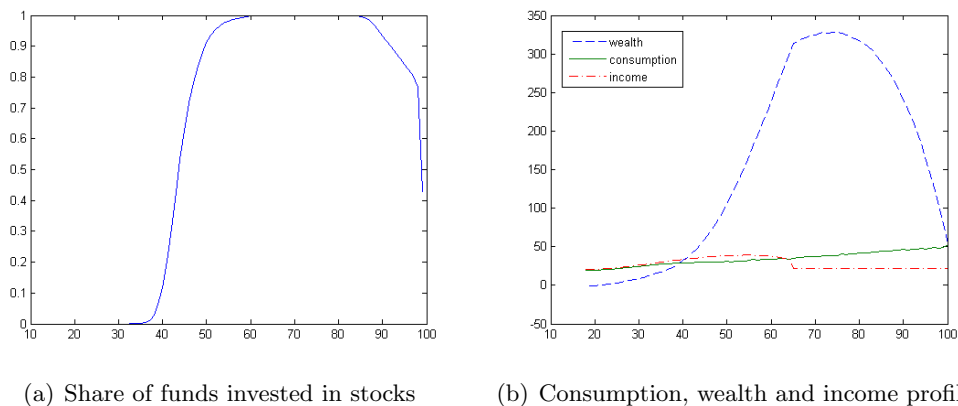 1
0.9
0.8
0.7
0.6
0.5
0.4
0.3
0.2
0.1
0
10 20 30 40 50 60 70 80 90 100
350
300
250
200
150
100
50
0
-50
10 20 30 40 50 60 70 80 90 100
wealth
consumption
income
(a) Share of funds invested in stocks
(b) Consumption, wealth and income profil